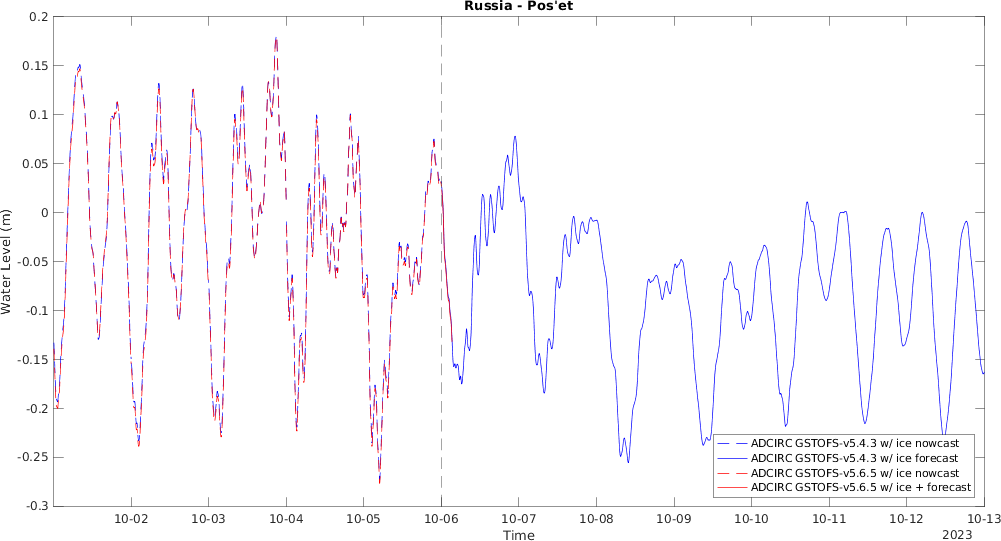 Russia - Pos'et
Water Level (m)
0.2
0.15
0.1
0.05
0
-0.05
-0.1
-0.15
-0.2
-0.25
-0.3
ADCIRC GSTOFS-v5.4.3 w/ ice nowcast
ADCIRC GSTOFS-v5.4.3 w/ ice forecast
ADCIRC GSTOFS-v5.6.5 w/ ice nowcast
ADCIRC GSTOFS-v5.6.5 w/ ice + forecast
10-02 10-03 10-04 10-05 10-06 10-07 10-08 10-09 10-10 10-11 10-12 10-13
Time
2023